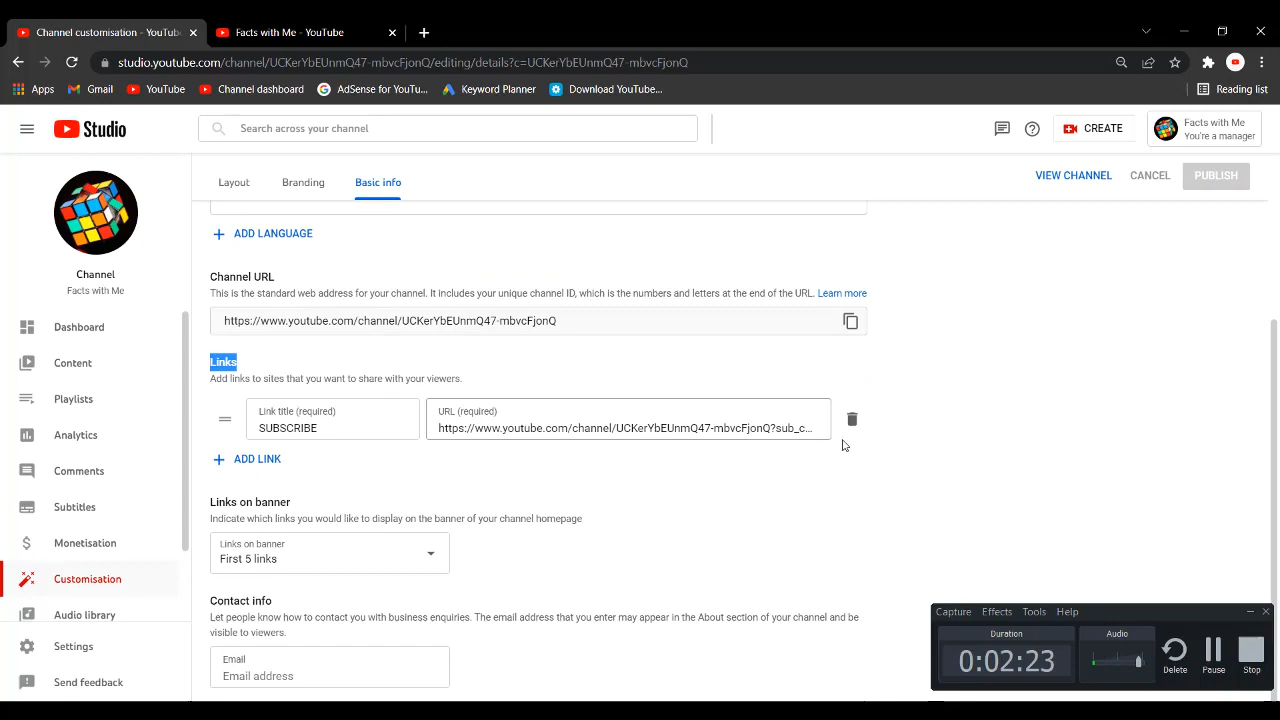 Channel customisation - YouTub
Facts with Me - YouTube
studio.youtube.com/channel/UCKerYbEUnmQ47-mbvcFjonQ/editing/details?c=UCKerYbEUnmQ47-mbvcFjonQ
Apps
Gmail
YouTube
Channel dashboard
AdSense for YouTu...
Keyword Planner
Download YouTube...
Reading list
Studio
Search across your channel
CREATE
Facts with Me
You're a manager
Layout
Branding
Basic info
VIEW CHANNEL
CANCEL
PUBLISH
Channel
Facts with Me
Dashboard
Content
Playlists
Analytics
Comments
Subtitles
Monetisation
Customisation
Audio library
Settings
Send feedback
ADD LANGUAGE
Channel URL
This is the standard web address for your channel. It includes your unique channel ID, which is the numbers and letters at the end of the URL. Learn more
https://www.youtube.com/channel/UCKerYbEUnmQ47-mbvcFjonQ
Links
Add links to sites that you want to share with your viewers.
Link title (required)
SUBSCRIBE
URL (required)
https://www.youtube.com/channel/UCKerYbEUnmQ47-mbvcFjonQ?sub_c...
ADD LINK
Links on banner
Indicate which links you would like to display on the banner of your channel homepage
Links on banner
First 5 links
Contact info
Let people know how to contact you with business enquiries. The email address that you enter may appear in the About section of your channel and be
visible to viewers.
Email
Email address
Capture Effects Tools Help
Duration
0:02:23
Audio
Delete
Pause
Stop